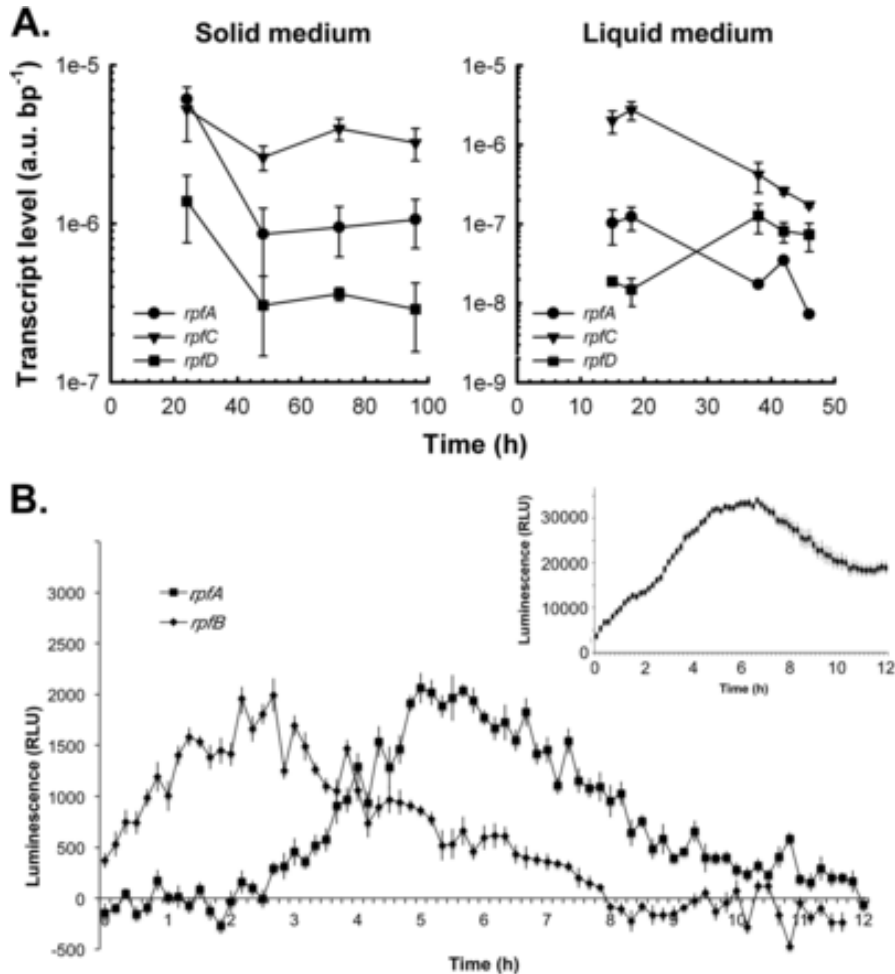 A.
Solid medium
Liquid medium
Transcript level (a.u. bp-1)
1e-5
1e-6
1e-7
rpfA
rpfC
rpfD
0 20 40 60 80 100
1e-5
1e-6
1e-7
1e-8
1e-9
rpfA
rpfC
rpfD
0 10 20 30 40 50
Time (h)
B.
Luminescence (RLU)
3000
2500
2000
1500
1000
500
0
-500
rpfA
rpfB
0 1 2 3 4 5 6 7 8 9 10 11 12
Time (h)
Luminescence (RLU)
30000
20000
10000
0
0 2 4 6 8 10 12
Time (h)